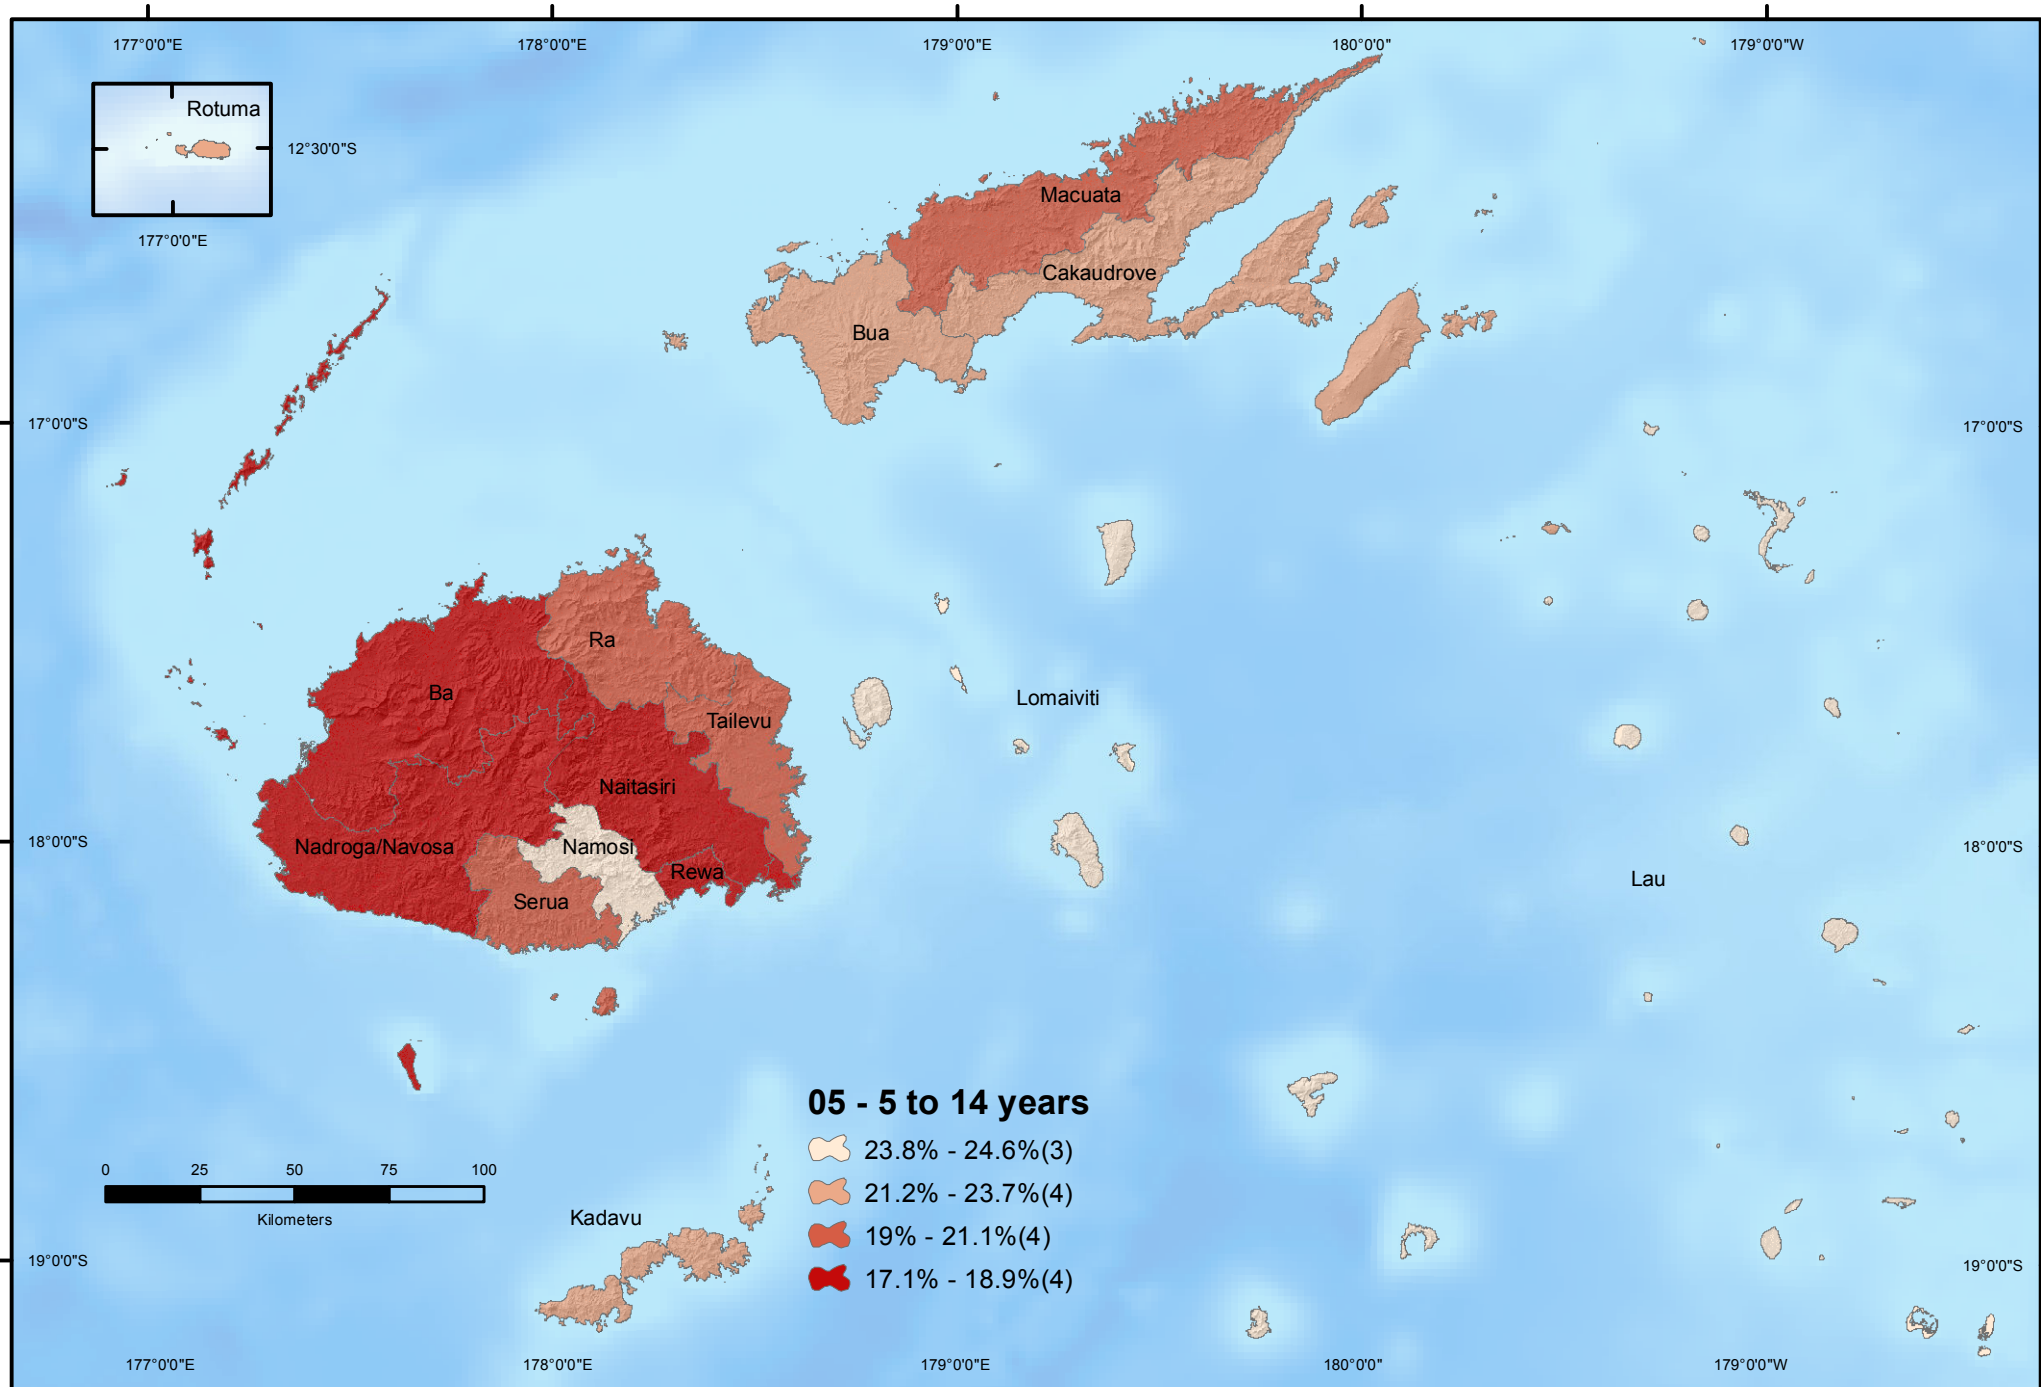 177°0'0"E
178°0'0"E
179°0'0"E
180°0'0"
179°0'0"W
Rotuma
12°30'0"S
177°0'0"E
Macuata
Cakaudrove
Bua
17°0'0"S
17°0'0"S
Ra
Ba
Lomaiviti
Tailevu
Naitasiri
Nadroga/Navosa
Namosi
18°0'0"S
18°0'0"S
Rewa
Lau
Serua
05 - 5 to 14 years
23.8% - 24.6%(3)
21.2% - 23.7%(4)
19% - 21.1%(4)
17.1% - 18.9%(4)
0 25 50 75 100
Kilometers
Kadavu
19°0'0"S
19°0'0"S
177°0'0"E
178°0'0"E
179°0'0"E
180°0'0"
179°0'0"W